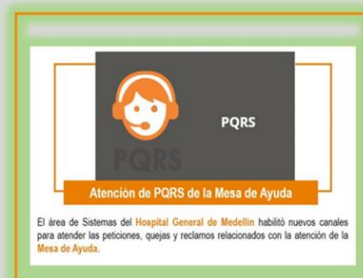 PQRS
PQRS
Atención de PQRS de la Mesa de Ayuda
El área de Sistemas del Hospital General de Medellín habilitó nuevos canales
para atender las peticiones, quejas y reclamos relacionados con la atención de la
Mesa de Ayuda.